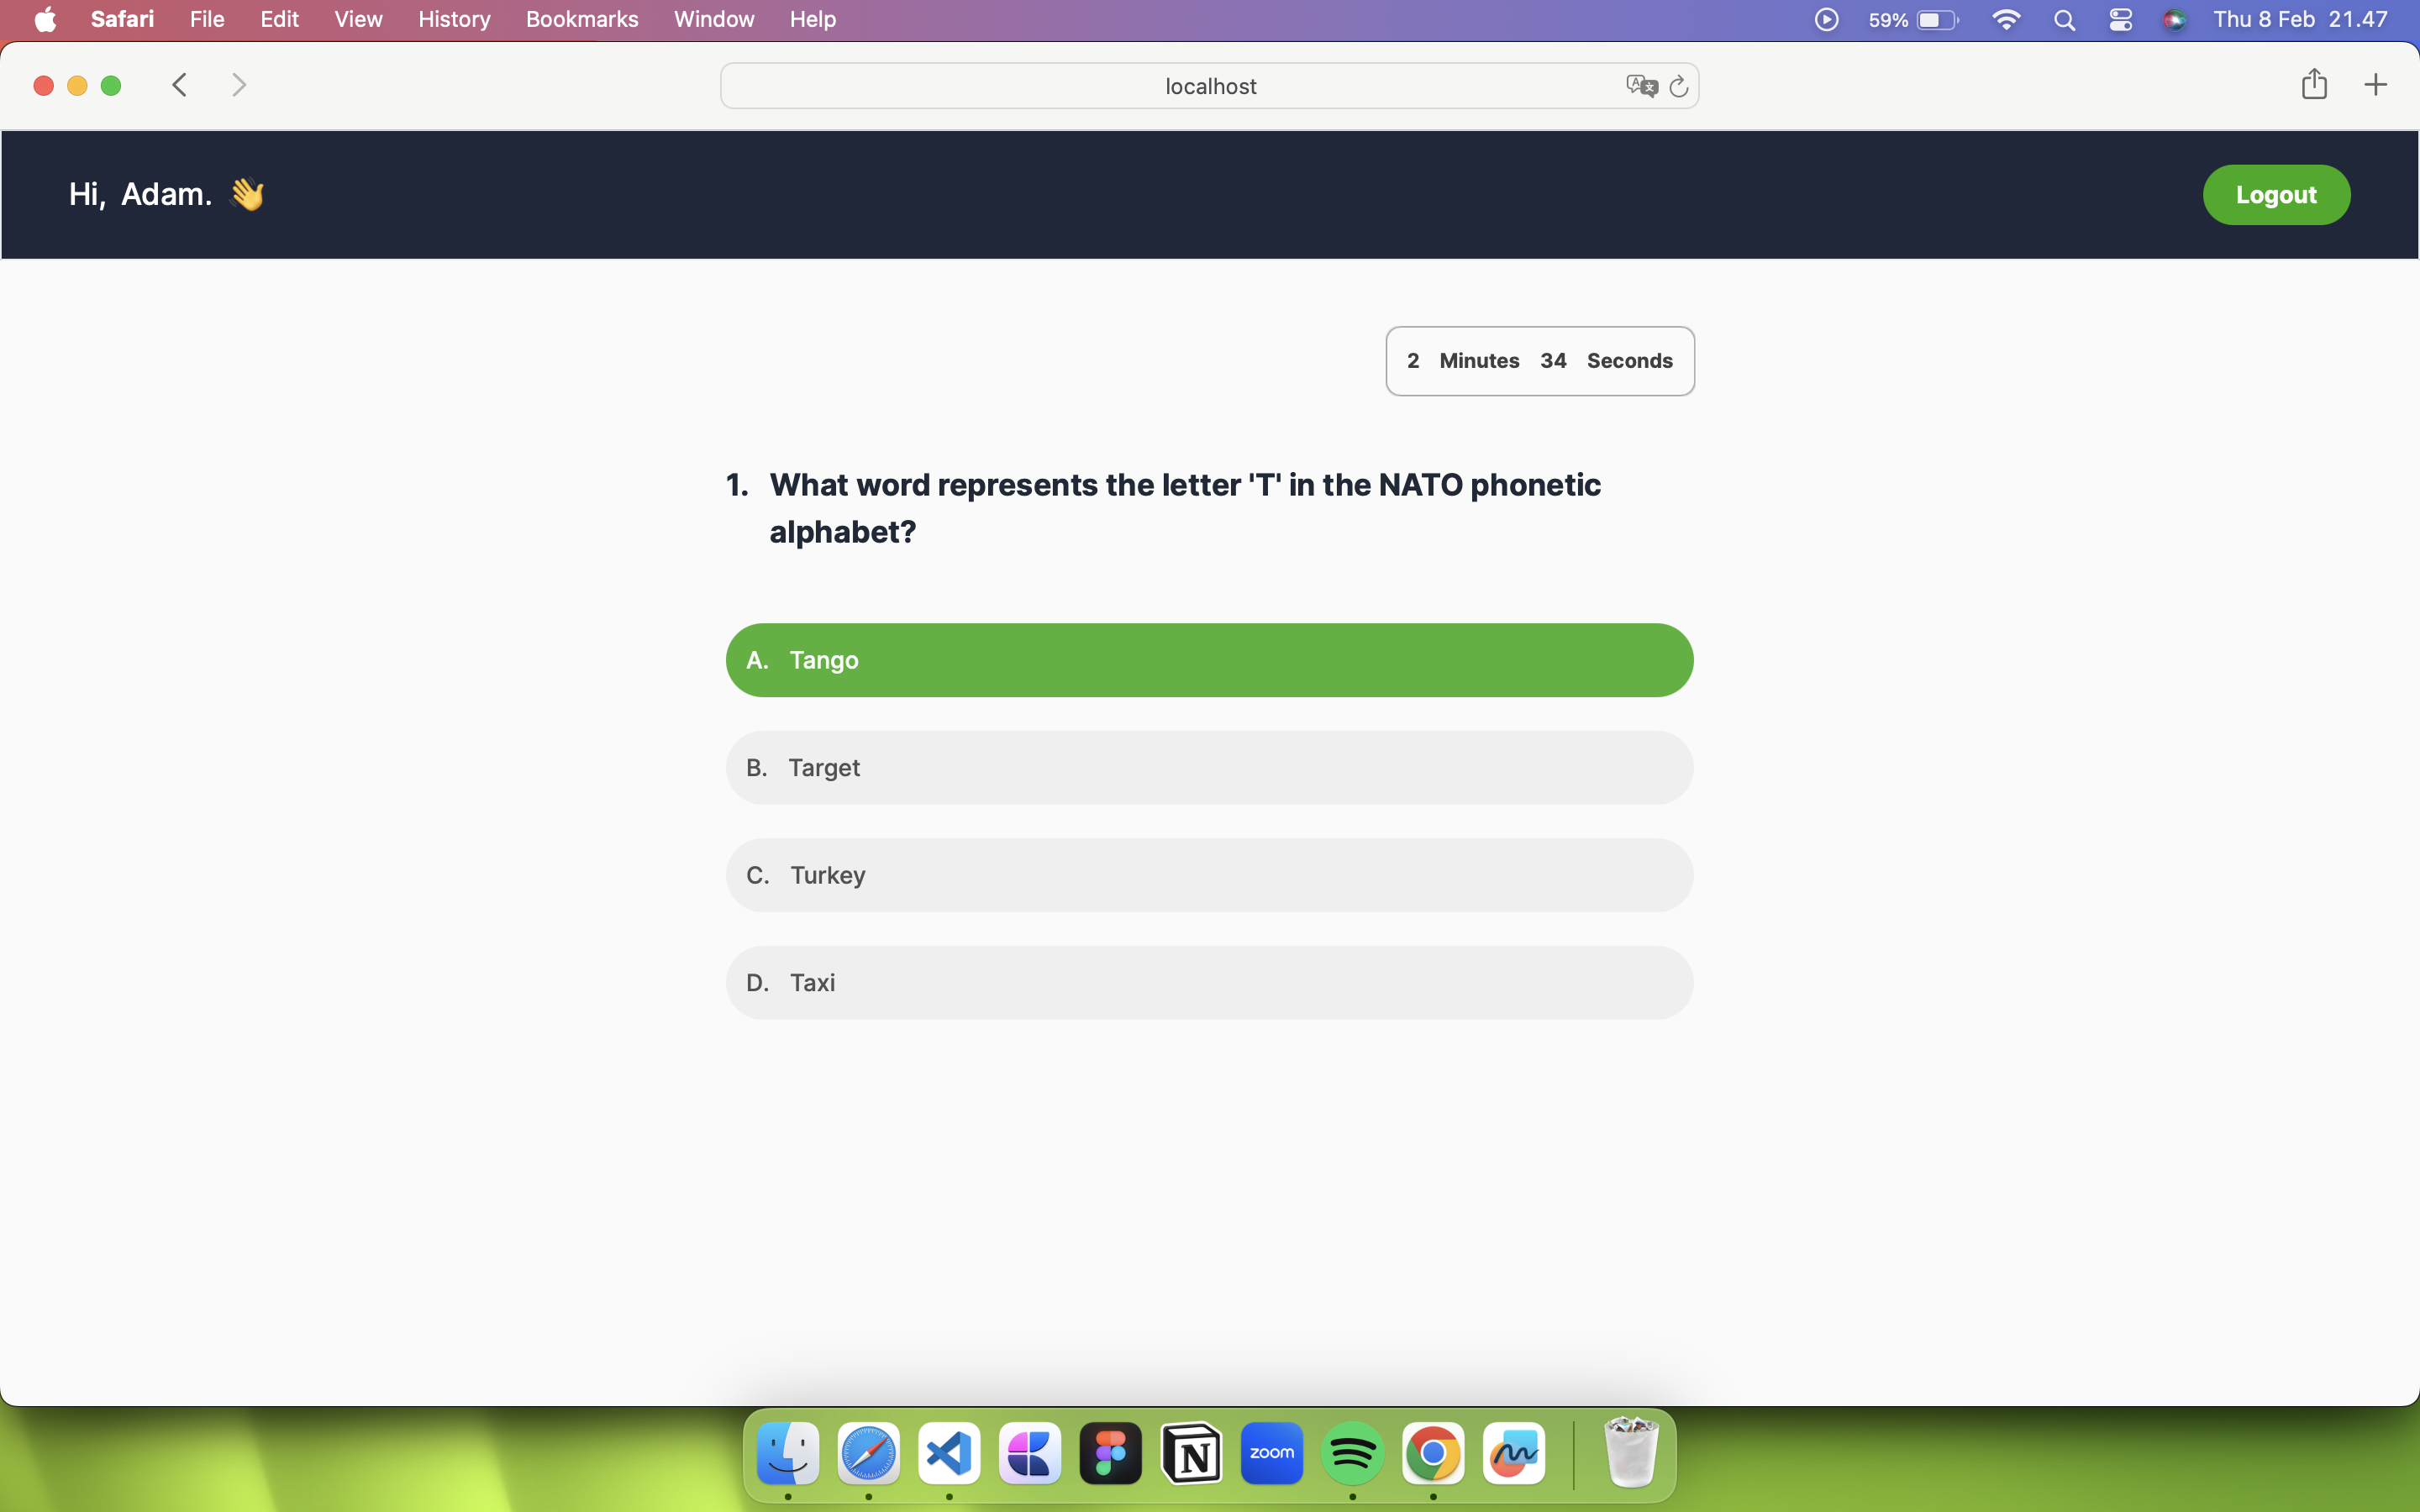 Safari File Edit View History Bookmarks Window Help 59% Thu 8 Feb 21.47
localhost
Hi, Adam. 👋 Logout
2 Minutes 34 Seconds
1. What word represents the letter 'T' in the NATO phonetic
alphabet?
A. Tango
B. Target
C. Turkey
D. Taxi
zoom